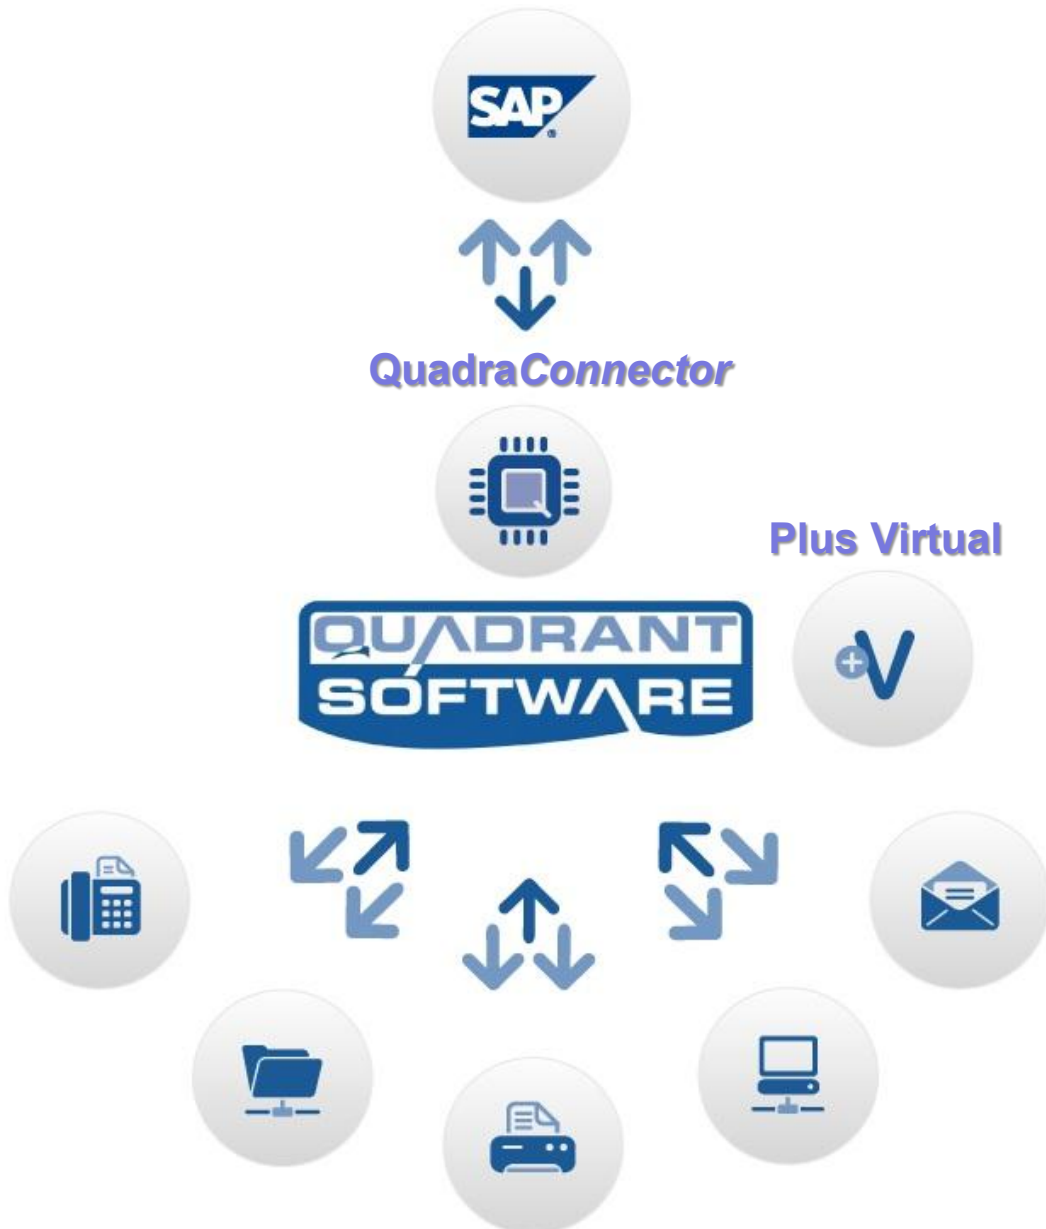 SAP
®
QuadraConnector
Plus Virtual
+V
QUADRANT
SOFTWARE